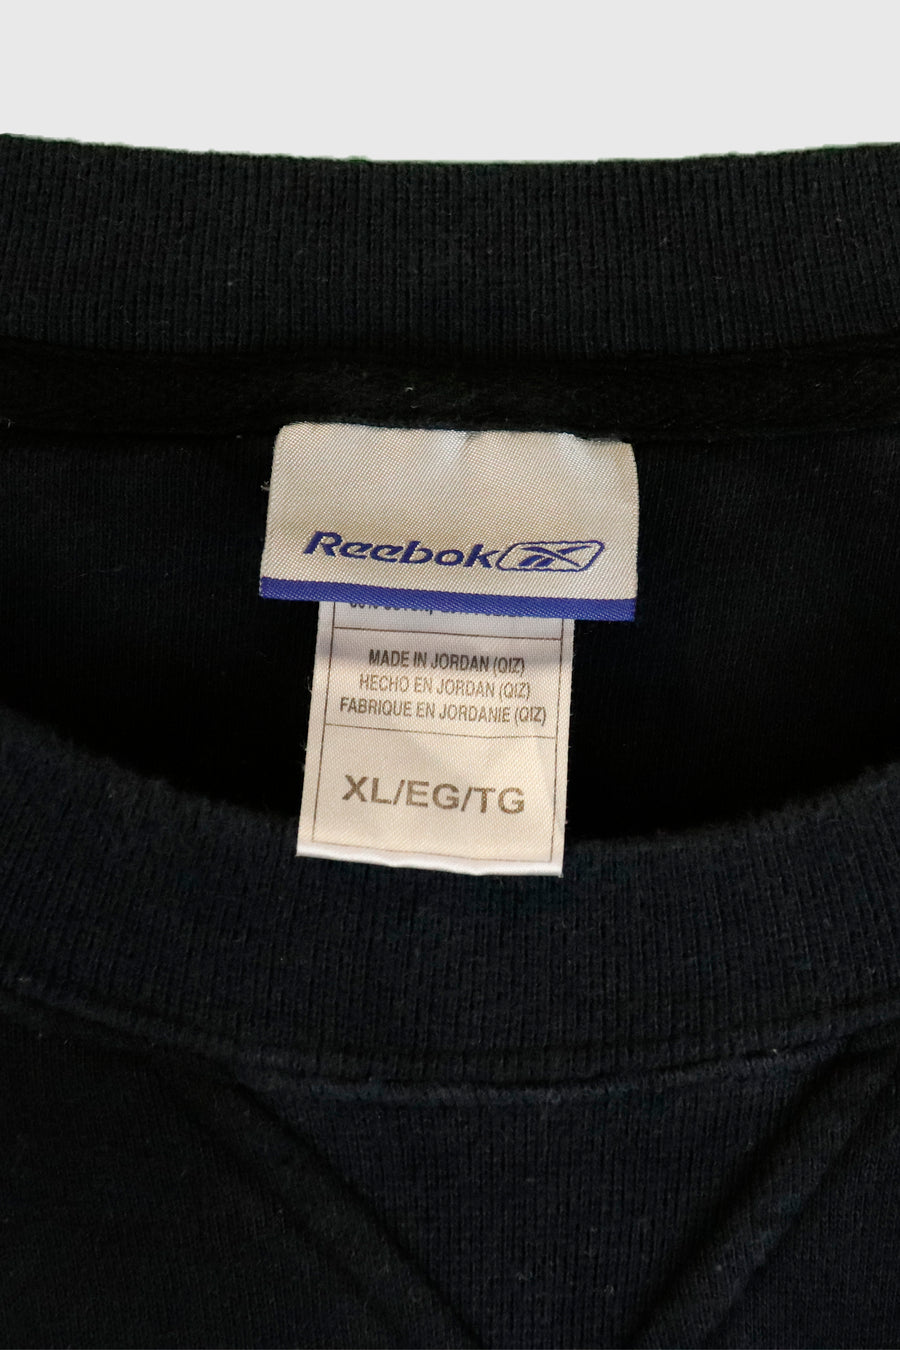 Reebok
MADE IN JORDAN (QIZ)
HECHO EN JORDAN (QIZ)
FABRIQUE EN JORDANIE (QIZ)
XL/EG/TG